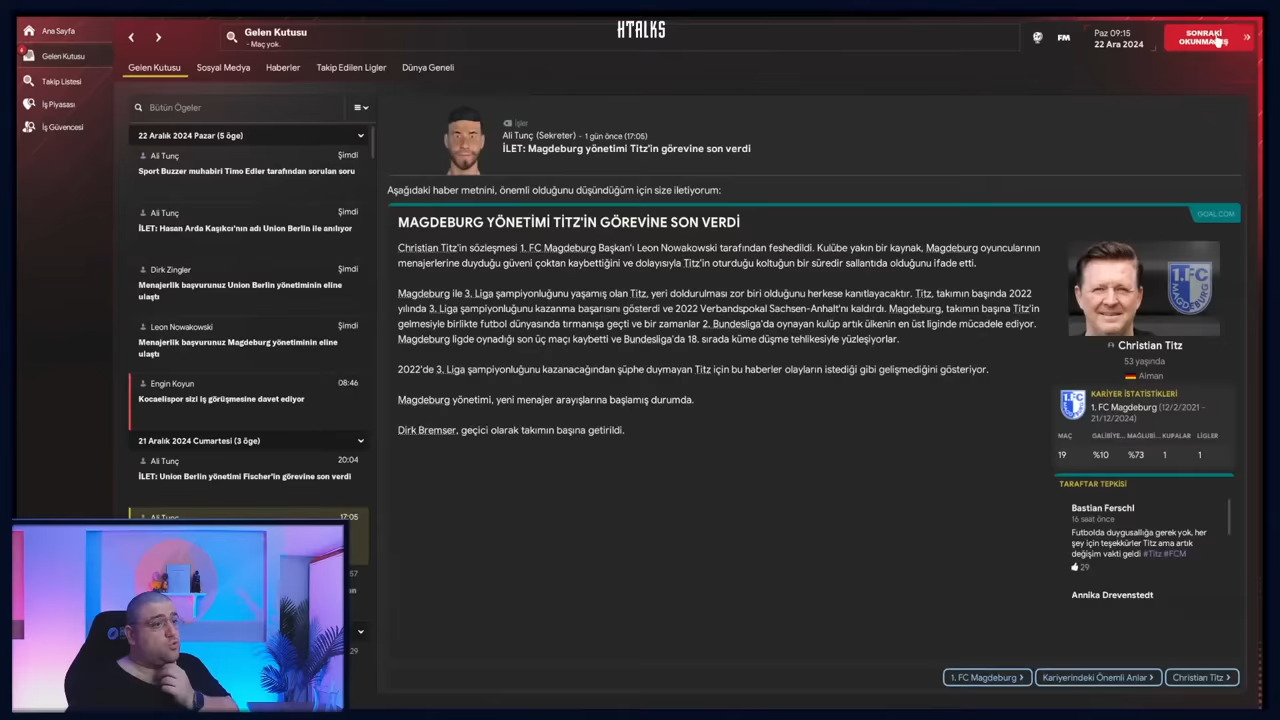 HTALKS
Ana Sayfa
Gelen Kutusu
Takip Listesi
İş Piyasası
İş Güvencesi
Gelen Kutusu
- Maç yok.
FM
Paz 09:15
22 Ara 2024
SONRAKİ
OKUNMAMIŞ
Gelen Kutusu
Sosyal Medya
Haberler
Takip Edilen Ligler
Dünya Geneli
Bütün Ögeler
22 Aralık 2024 Pazar (5 öge)
Ali Tunç Şimdi
Sport Buzzer muhabiri Timo Edler tarafından sorulan soru
Ali Tunç Şimdi
İLET: Hasan Arda Kaşıkcı'nın adı Union Berlin ile anılıyor
Dirk Zingler Şimdi
Menajerlik başvurunuz Union Berlin yönetiminin eline
ulaştı
Leon Nowakowski Şimdi
Menajerlik başvurunuz Magdeburg yönetiminin eline
ulaştı
Engin Koyun 08:46
Kocaelispor sizi iş görüşmesine davet ediyor
21 Aralık 2024 Cumartesi (3 öge)
Ali Tunç 20:04
İLET: Union Berlin yönetimi Fischer'in görevine son verdi
Ali Tunç 17:05
57
29
İşler
Ali Tunç (Sekreter) - 1 gün önce (17:05)
İLET: Magdeburg yönetimi Titz'in görevine son verdi
Aşağıdaki haber metnini, önemli olduğunu düşündüğüm için size iletiyorum:
GOAL.COM
MAGDEBURG YÖNETİMİ TİTZ'İN GÖREVİNE SON VERDİ
Christian Titz'in sözleşmesi 1. FC Magdeburg Başkan'ı Leon Nowakowski tarafından feshedildi. Kulübe yakın bir kaynak, Magdeburg oyuncularının
menajerlerine duyduğu güveni çoktan kaybettiğini ve dolayısıyla Titz'in oturduğu koltuğun bir süredir sallantıda olduğunu ifade etti.
Magdeburg ile 3. Liga şampiyonluğunu yaşamış olan Titz, yeri doldurulması zor biri olduğunu herkese kanıtlayacaktır. Titz, takımın başında 2022
yılında 3. Liga şampiyonluğunu kazanma başarısını gösterdi ve 2022 Verbandspokal Sachsen-Anhalt'nı kaldırdı. Magdeburg, takımın başına Titz'in
gelmesiyle birlikte futbol dünyasında tırmanışa geçti ve bir zamanlar 2. Bundesliga'da oynayan kulüp artık ülkenin en üst liginde mücadele ediyor.
Magdeburg ligde oynadığı son üç maçı kaybetti ve Bundesliga'da 18. sırada küme düşme tehlikesiyle yüzleşiyorlar.
2022'de 3. Liga şampiyonluğunu kazanacağından şüphe duymayan Titz için bu haberler olayların istediği gibi gelişmediğini gösteriyor.
Magdeburg yönetimi, yeni menajer arayışlarına başlamış durumda.
Dirk Bremser, geçici olarak takımın başına getirildi.
Christian Titz
53 yaşında
Alman
KARİYER İSTATİSTİKLERİ
1. FC Magdeburg (12/2/2021 -
21/12/2024)
MAÇ GALİBİYE... MAĞLUBİ... KUPALAR LİGLER
19 %10 %73 1 1
TARAFTAR TEPKİSİ
Bastian Ferschl
16 saat önce
Futbolda duygusallığa gerek yok, her
şey için teşekkürler Titz ama artık
değişim vakti geldi #Titz #FCM
29
Annika Drevenstedt
1. FC Magdeburg
Kariyerindeki Önemli Anlar
Christian Titz